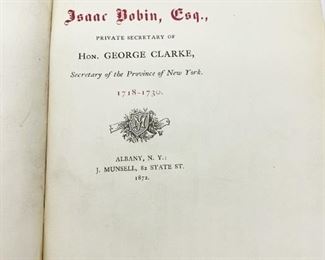 Isaac Bobin, Esq.,
PRIVATE SECRETARY OF
HON. GEORGE CLARKE,
Secretary of the Province of New York.
1718-1730.
ALBANY, N. Y.:
J. MUNSELL, 82 STATE ST.
1872.